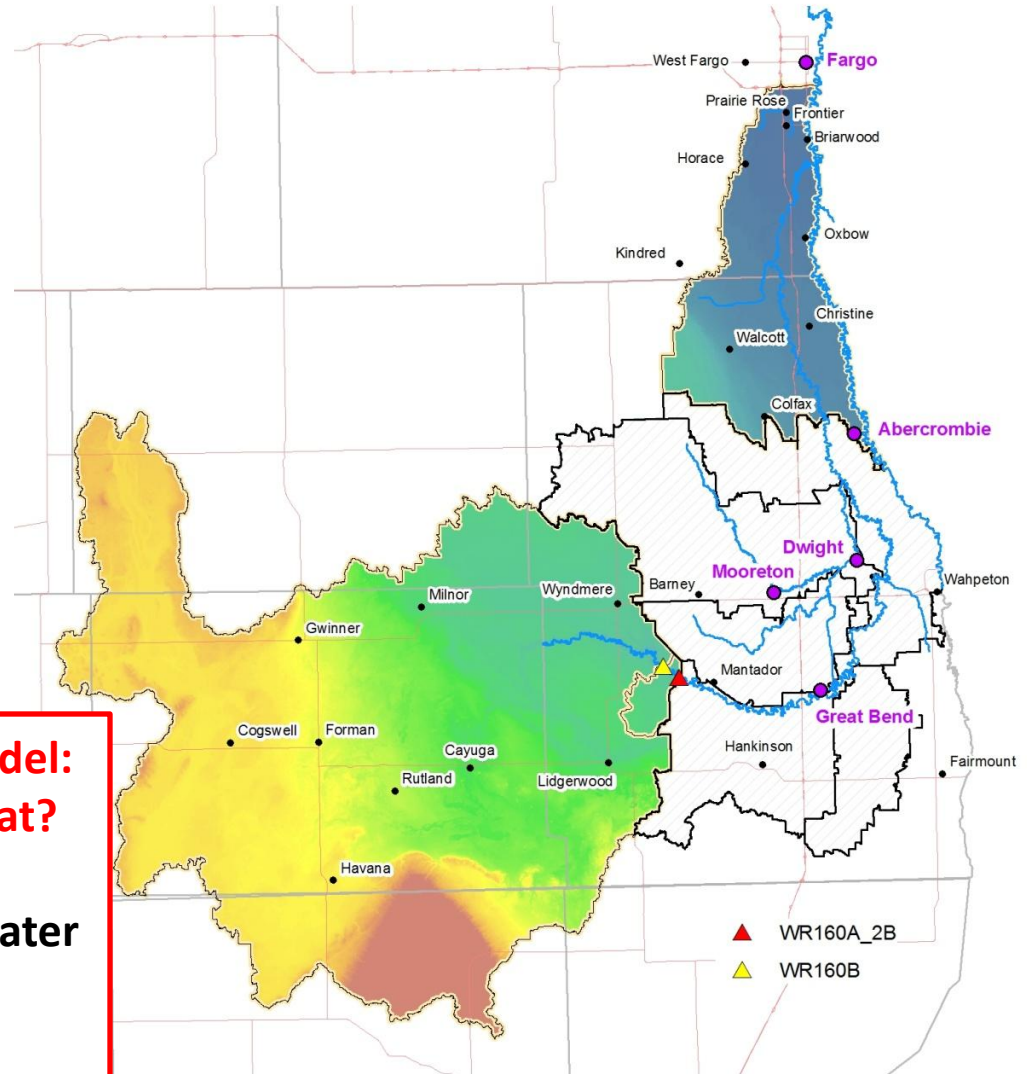 West Fargo
Fargo
Prairie Rose
Frontier
Briarwood
Horace
Oxbow
Kindred
Christine
Walcott
Colfax
Abercrombie
Dwight
Mooreton
Barney
Wahpeton
Milnor
Wyndmere
Gwinner
Mantador
Great Bend
Cogswell
Forman
Hankinson
Fairmount
Cayuga
Rutland
Lidgerwood
Havana
WR160A_2B
WR160B
del:
at?
ater